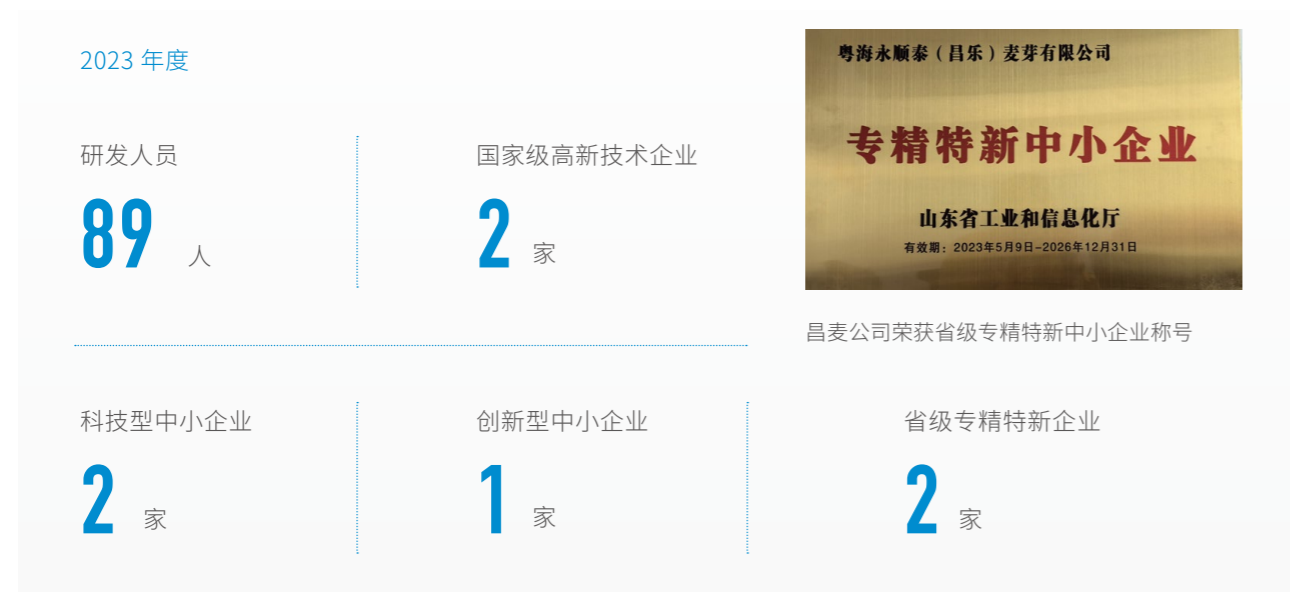 2023 年度
研发人员
89 人
国家级高新技术企业
2 家
粤海永顺泰（昌乐）麦芽有限公司
专精特新中小企业
山东省工业和信息化厅
有效期：2023年5月9日-2026年12月31日
昌麦公司荣获省级专精特新中小企业称号
科技型中小企业
2 家
创新型中小企业
1 家
省级专精特新企业
2 家